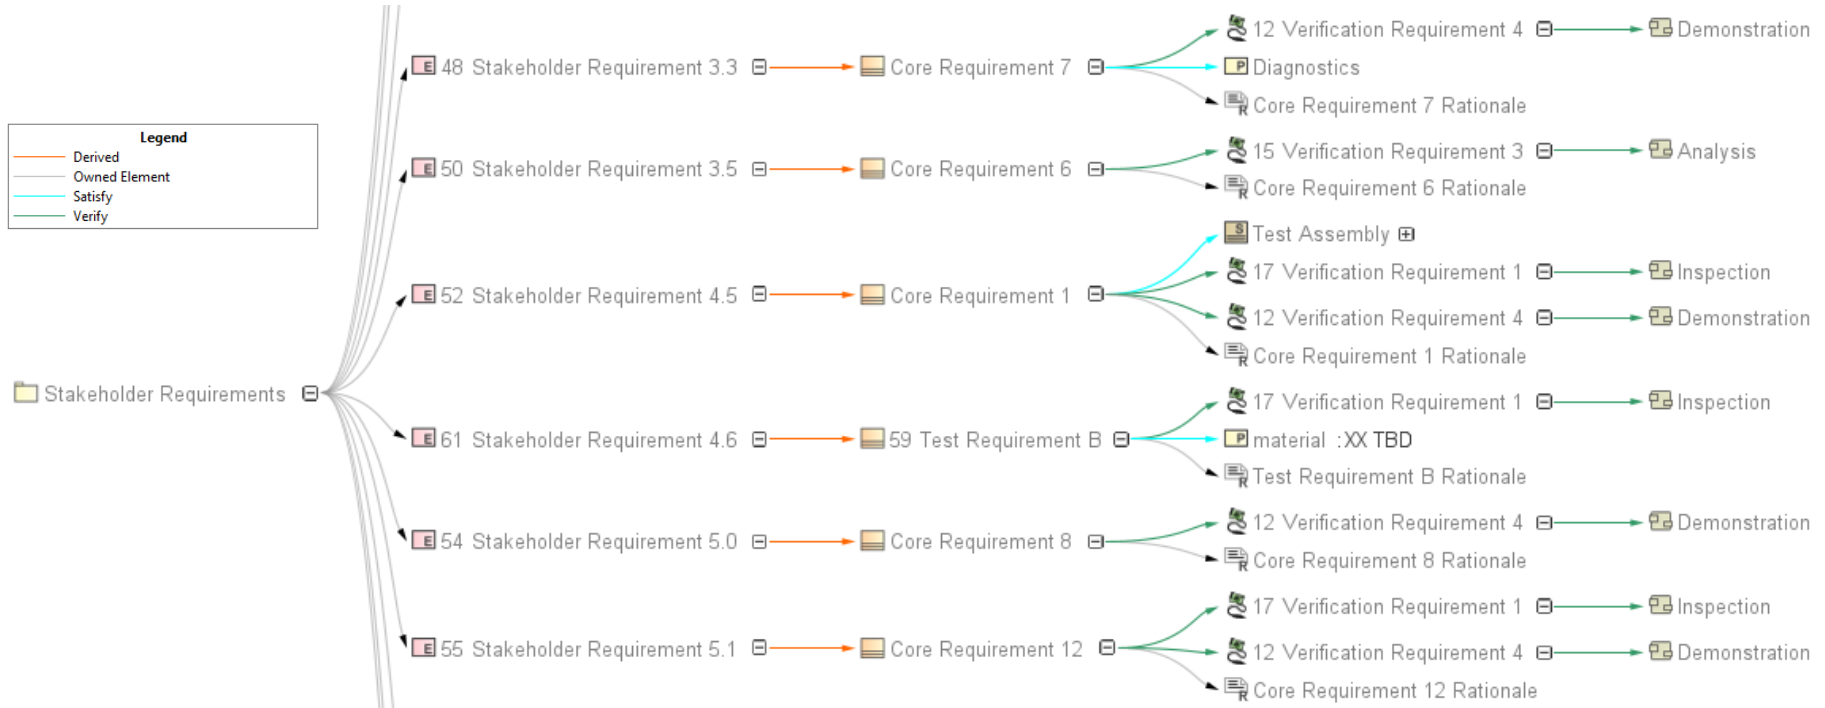 12 Verification Requirement 4 Demonstration
48 Stakeholder Requirement 3.3 Core Requirement 7 Diagnostics
Core Requirement 7 Rationale
Legend
Derived
Owned Element
Satisfy
Verify
15 Verification Requirement 3 Analysis
50 Stakeholder Requirement 3.5 Core Requirement 6
Core Requirement 6 Rationale
Test Assembly
17 Verification Requirement 1 Inspection
52 Stakeholder Requirement 4.5 Core Requirement 1
12 Verification Requirement 4 Demonstration
Core Requirement 1 Rationale
Stakeholder Requirements
17 Verification Requirement 1 Inspection
61 Stakeholder Requirement 4.6 59 Test Requirement B material :XX TBD
Test Requirement B Rationale
12 Verification Requirement 4 Demonstration
54 Stakeholder Requirement 5.0 Core Requirement 8
Core Requirement 8 Rationale
17 Verification Requirement 1 Inspection
55 Stakeholder Requirement 5.1 Core Requirement 12 12 Verification Requirement 4 Demonstration
Core Requirement 12 Rationale